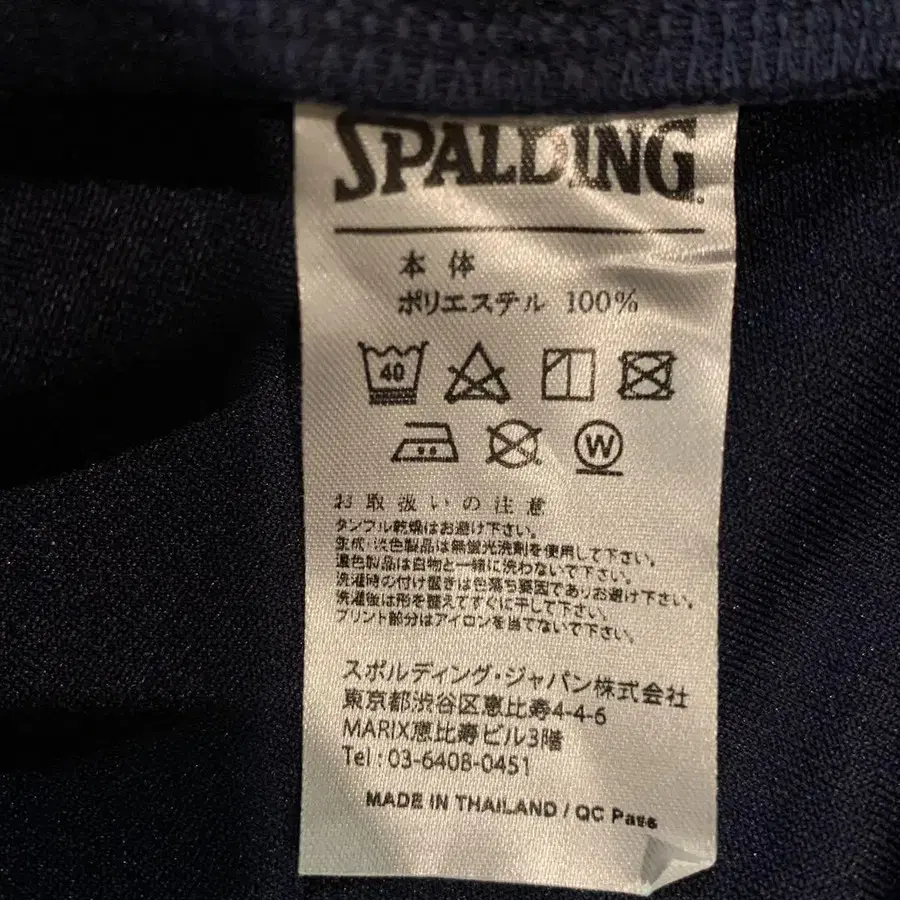 SPALDING
本体
ポリエステル 100%
40
W
お取扱いの注意
タンブル乾燥はお避け下さい。
生成・淡色製品は無蛍光洗剤を使用して下さい。
濃色製品は白物と一緒に洗わないで下さい。
洗濯時の付け置きは色落ち要因でありお避け下さい。
洗濯後は形を整えてすぐに干して下さい。
プリント部分はアイロンを当てないで下さい。
スポルディング・ジャパン株式会社
東京都渋谷区恵比寿4-4-6
MARIX恵比寿ビル3階
Tel : 03-6408-0451
MADE IN THAILAND / QC Pass